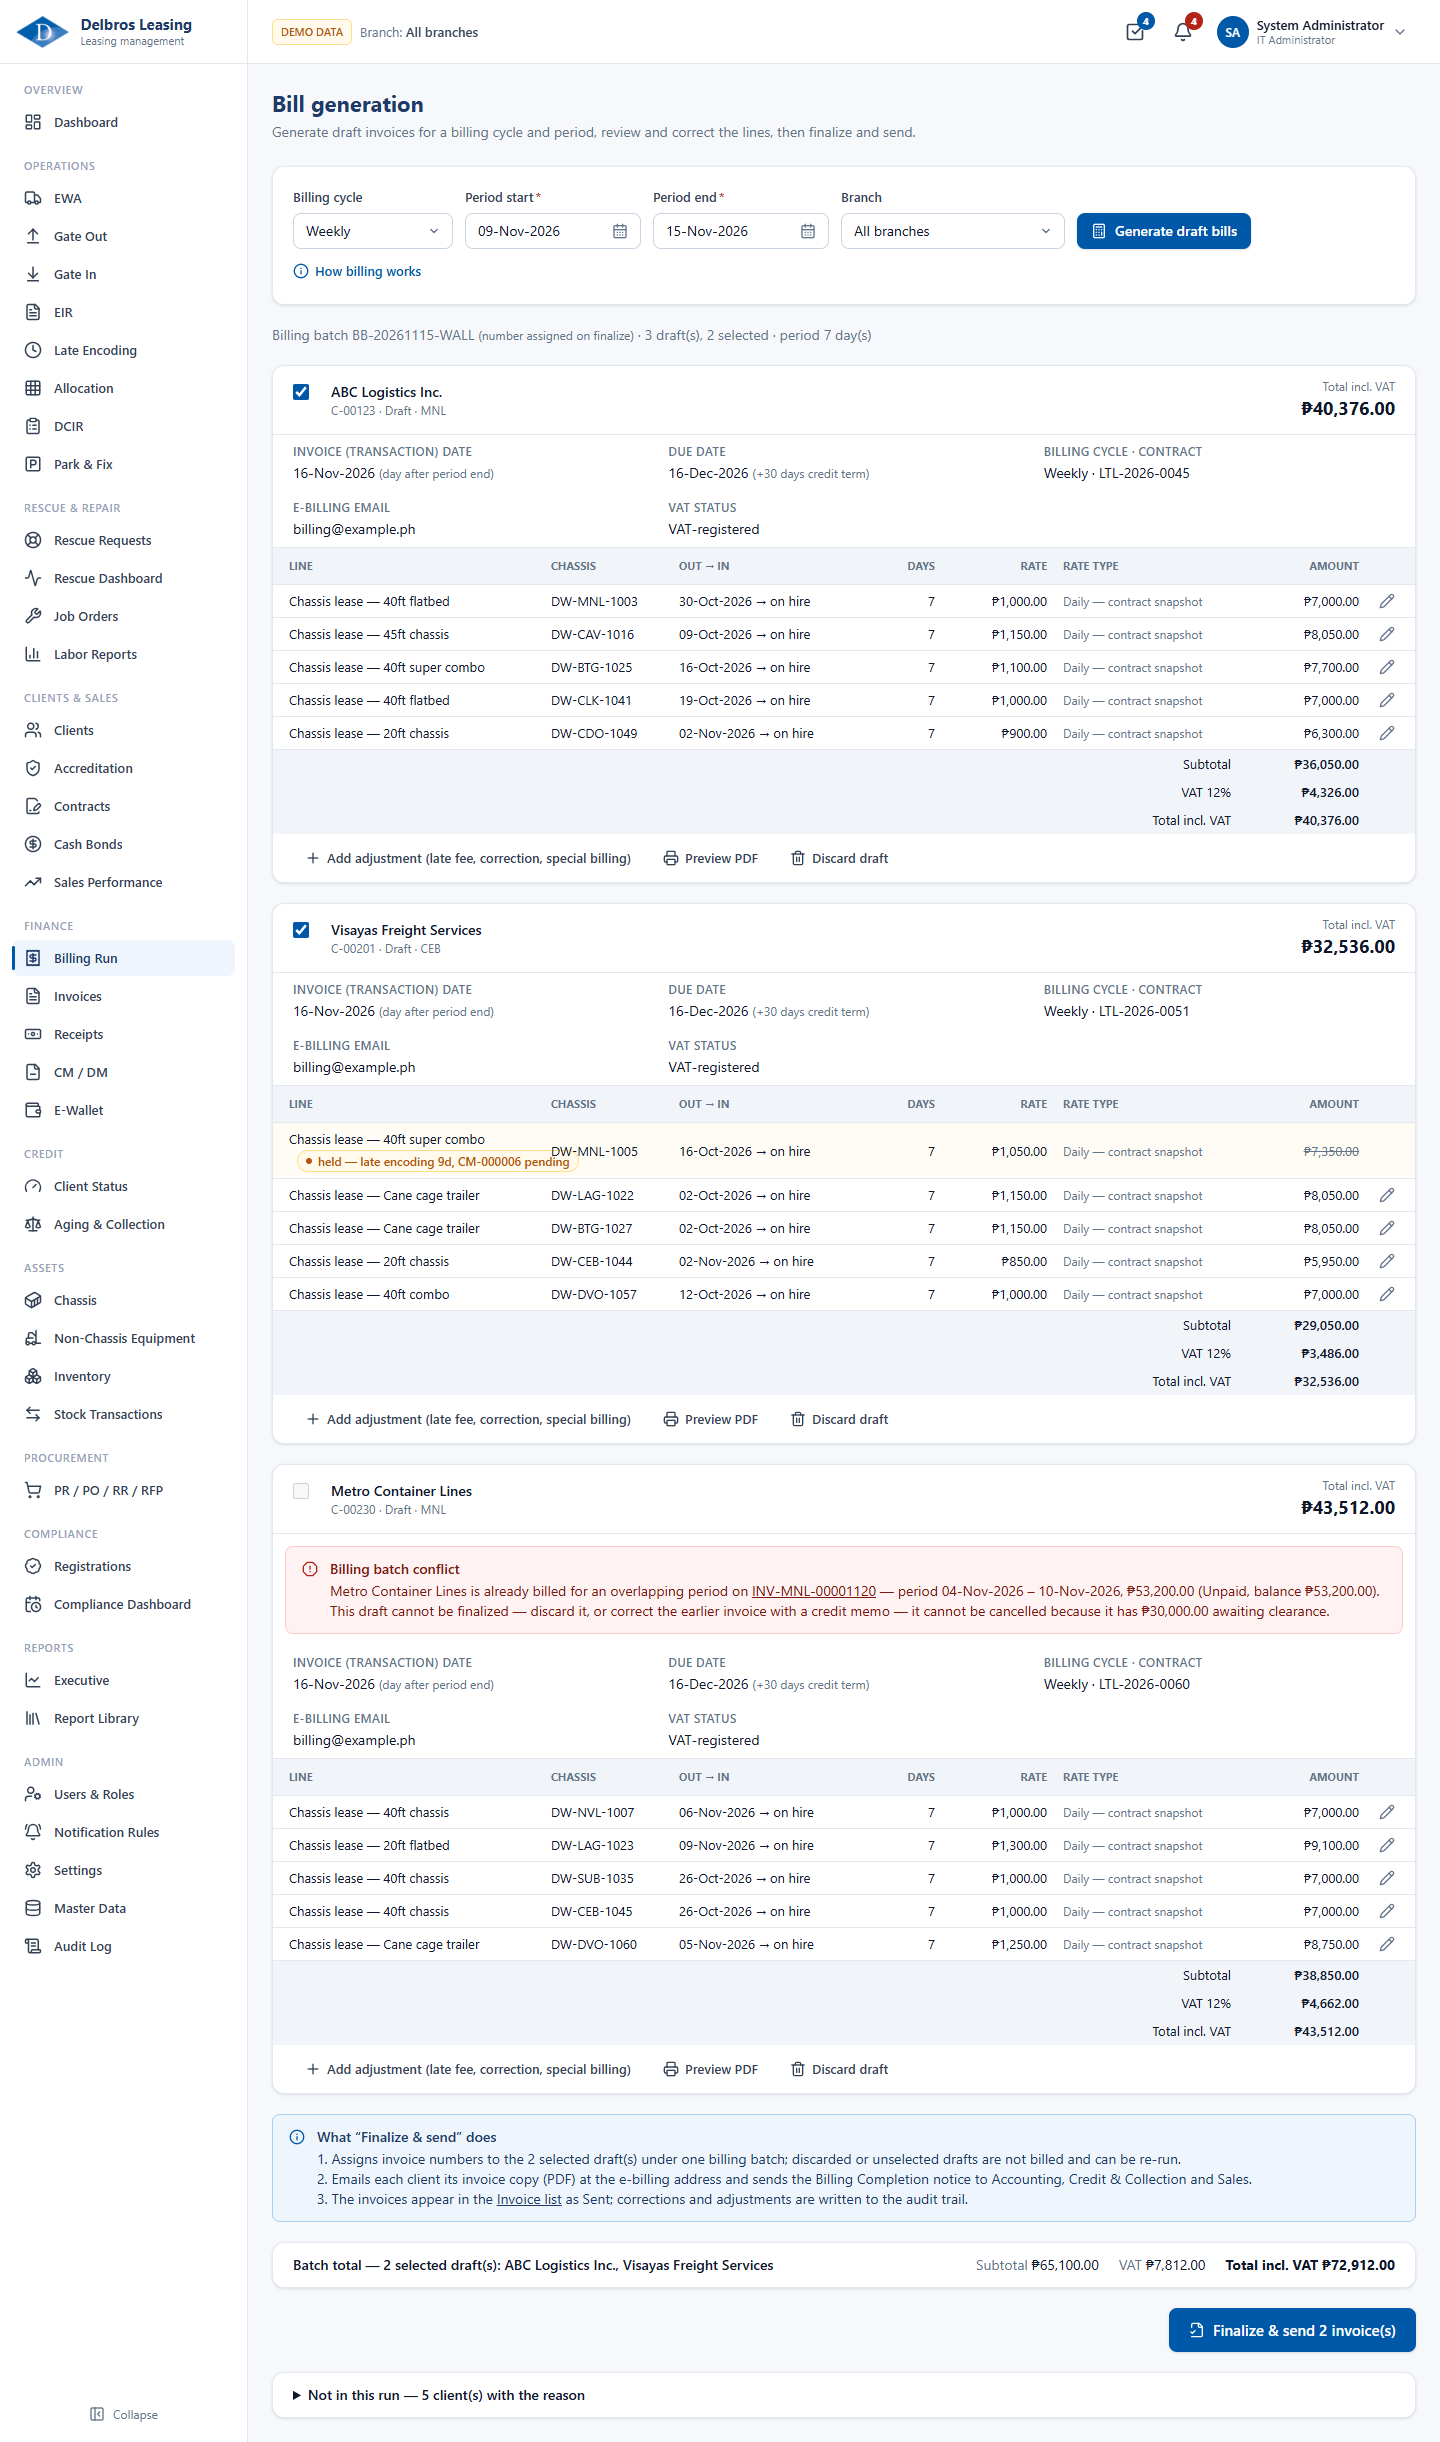 Delbros Leasing
Leasing management
DEMO DATA Branch: All branches
4
4
SA
System Administrator
IT Administrator
OVERVIEW
Dashboard
OPERATIONS
EWA
Gate Out
Gate In
EIR
Late Encoding
Allocation
DCIR
Park & Fix
RESCUE & REPAIR
Rescue Requests
Rescue Dashboard
Job Orders
Labor Reports
CLIENTS & SALES
Clients
Accreditation
Contracts
Cash Bonds
Sales Performance
FINANCE
Billing Run
Invoices
Receipts
CM / DM
E-Wallet
CREDIT
Client Status
Aging & Collection
ASSETS
Chassis
Non-Chassis Equipment
Inventory
Stock Transactions
PROCUREMENT
PR / PO / RR / RFP
COMPLIANCE
Registrations
Compliance Dashboard
REPORTS
Executive
Report Library
ADMIN
Users & Roles
Notification Rules
Settings
Master Data
Audit Log
Collapse
Bill generation
Generate draft invoices for a billing cycle and period, review and correct the lines, then finalize and send.
Billing cycle Period start* Period end* Branch
Weekly 09-Nov-2026 15-Nov-2026 All branches Generate draft bills
How billing works
Billing batch BB-20261115-WALL (number assigned on finalize) · 3 draft(s), 2 selected · period 7 day(s)
ABC Logistics Inc. Total incl. VAT
C-00123 · Draft · MNL ₱40,376.00
INVOICE (TRANSACTION) DATE DUE DATE BILLING CYCLE · CONTRACT
16-Nov-2026 (day after period end) 16-Dec-2026 (+30 days credit term) Weekly · LTL-2026-0045
E-BILLING EMAIL VAT STATUS
billing@example.ph VAT-registered
LINE CHASSIS OUT → IN DAYS RATE RATE TYPE AMOUNT
Chassis lease — 40ft flatbed DW-MNL-1003 30-Oct-2026 → on hire 7 ₱1,000.00 Daily — contract snapshot ₱7,000.00
Chassis lease — 45ft chassis DW-CAV-1016 09-Oct-2026 → on hire 7 ₱1,150.00 Daily — contract snapshot ₱8,050.00
Chassis lease — 40ft super combo DW-BTG-1025 16-Oct-2026 → on hire 7 ₱1,100.00 Daily — contract snapshot ₱7,700.00
Chassis lease — 40ft flatbed DW-CLK-1041 19-Oct-2026 → on hire 7 ₱1,000.00 Daily — contract snapshot ₱7,000.00
Chassis lease — 20ft chassis DW-CDO-1049 02-Nov-2026 → on hire 7 ₱900.00 Daily — contract snapshot ₱6,300.00
Subtotal ₱36,050.00
VAT 12% ₱4,326.00
Total incl. VAT ₱40,376.00
Add adjustment (late fee, correction, special billing) Preview PDF Discard draft
Visayas Freight Services Total incl. VAT
C-00201 · Draft · CEB ₱32,536.00
INVOICE (TRANSACTION) DATE DUE DATE BILLING CYCLE · CONTRACT
16-Nov-2026 (day after period end) 16-Dec-2026 (+30 days credit term) Weekly · LTL-2026-0051
E-BILLING EMAIL VAT STATUS
billing@example.ph VAT-registered
LINE CHASSIS OUT → IN DAYS RATE RATE TYPE AMOUNT
Chassis lease — 40ft super combo DW-MNL-1005 16-Oct-2026 → on hire 7 ₱1,050.00 Daily — contract snapshot ₱7,350.00
held — late encoding 9d, CM-000006 pending
Chassis lease — Cane cage trailer DW-LAG-1022 02-Oct-2026 → on hire 7 ₱1,150.00 Daily — contract snapshot ₱8,050.00
Chassis lease — Cane cage trailer DW-BTG-1027 02-Oct-2026 → on hire 7 ₱1,150.00 Daily — contract snapshot ₱8,050.00
Chassis lease — 20ft chassis DW-CEB-1044 02-Nov-2026 → on hire 7 ₱850.00 Daily — contract snapshot ₱5,950.00
Chassis lease — 40ft combo DW-DVO-1057 12-Oct-2026 → on hire 7 ₱1,000.00 Daily — contract snapshot ₱7,000.00
Subtotal ₱29,050.00
VAT 12% ₱3,486.00
Total incl. VAT ₱32,536.00
Add adjustment (late fee, correction, special billing) Preview PDF Discard draft
Metro Container Lines Total incl. VAT
C-00230 · Draft · MNL ₱43,512.00
Billing batch conflict
Metro Container Lines is already billed for an overlapping period on INV-MNL-00001120 — period 04-Nov-2026 – 10-Nov-2026, ₱53,200.00 (Unpaid, balance ₱53,200.00).
This draft cannot be finalized — discard it, or correct the earlier invoice with a credit memo — it cannot be cancelled because it has ₱30,000.00 awaiting clearance.
INVOICE (TRANSACTION) DATE DUE DATE BILLING CYCLE · CONTRACT
16-Nov-2026 (day after period end) 16-Dec-2026 (+30 days credit term) Weekly · LTL-2026-0060
E-BILLING EMAIL VAT STATUS
billing@example.ph VAT-registered
LINE CHASSIS OUT → IN DAYS RATE RATE TYPE AMOUNT
Chassis lease — 40ft chassis DW-NVL-1007 06-Nov-2026 → on hire 7 ₱1,000.00 Daily — contract snapshot ₱7,000.00
Chassis lease — 20ft flatbed DW-LAG-1023 09-Nov-2026 → on hire 7 ₱1,300.00 Daily — contract snapshot ₱9,100.00
Chassis lease — 40ft chassis DW-SUB-1035 26-Oct-2026 → on hire 7 ₱1,000.00 Daily — contract snapshot ₱7,000.00
Chassis lease — 40ft chassis DW-CEB-1045 26-Oct-2026 → on hire 7 ₱1,000.00 Daily — contract snapshot ₱7,000.00
Chassis lease — Cane cage trailer DW-DVO-1060 05-Nov-2026 → on hire 7 ₱1,250.00 Daily — contract snapshot ₱8,750.00
Subtotal ₱38,850.00
VAT 12% ₱4,662.00
Total incl. VAT ₱43,512.00
Add adjustment (late fee, correction, special billing) Preview PDF Discard draft
What “Finalize & send” does
1. Assigns invoice numbers to the 2 selected draft(s) under one billing batch; discarded or unselected drafts are not billed and can be re-run.
2. Emails each client its invoice copy (PDF) at the e-billing address and sends the Billing Completion notice to Accounting, Credit & Collection and Sales.
3. The invoices appear in the Invoice list as Sent; corrections and adjustments are written to the audit trail.
Batch total — 2 selected draft(s): ABC Logistics Inc., Visayas Freight Services Subtotal ₱65,100.00 VAT ₱7,812.00 Total incl. VAT ₱72,912.00
Finalize & send 2 invoice(s)
Not in this run — 5 client(s) with the reason